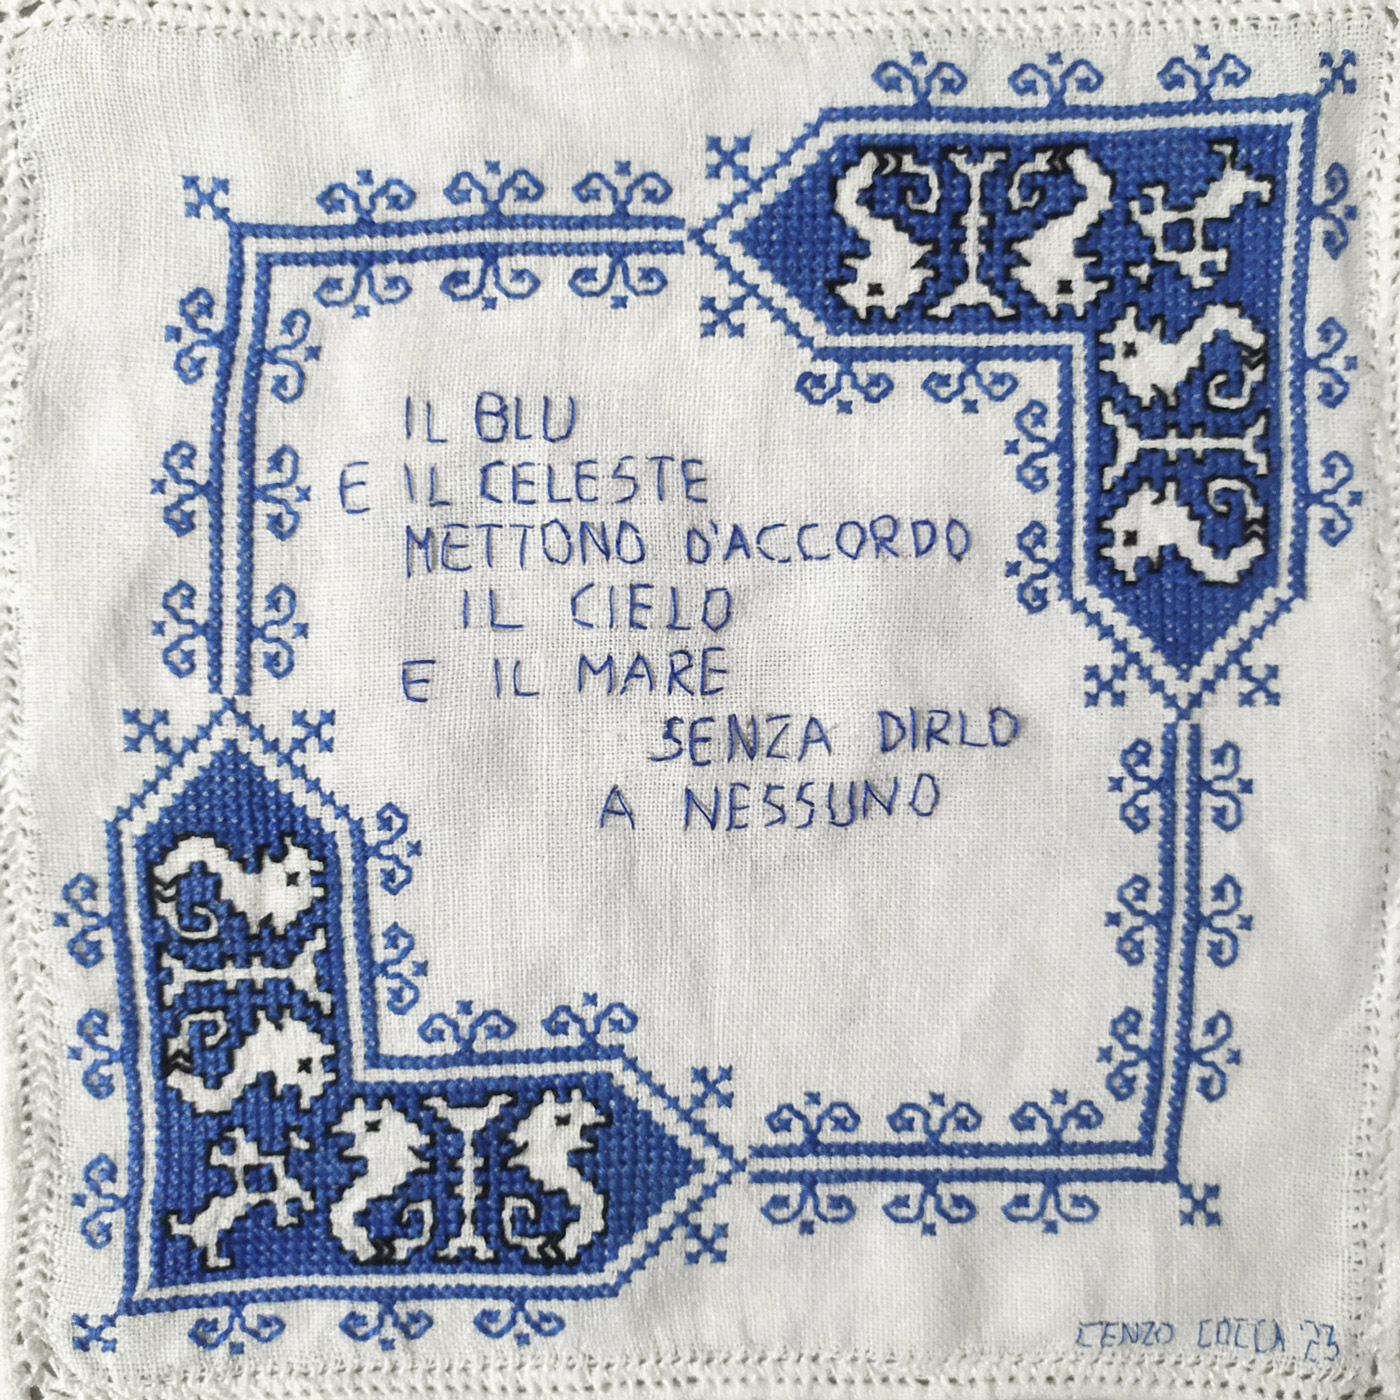 IL BLU
E IL CELESTE
METTONO D'ACCORDO
IL CIELO
E IL MARE
SENZA DIRLO
A NESSUNO
CENZO COCCA '23